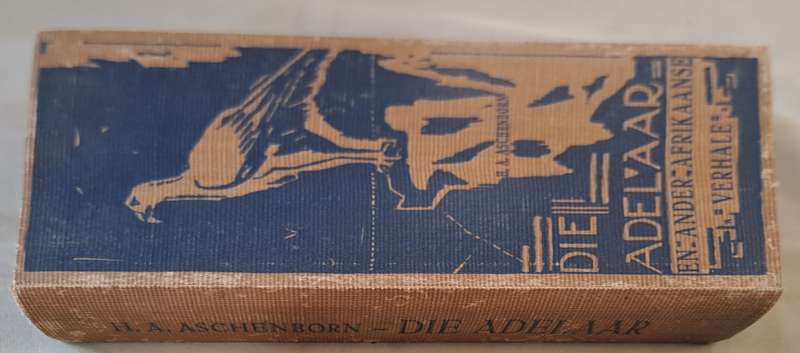 H. A. ASCHENBORN
DIE
ADELAAR
EN·ANDER·AFRIKAANSE
VERHALE
H. A. ASCHENBORN – DIE ADELAAR